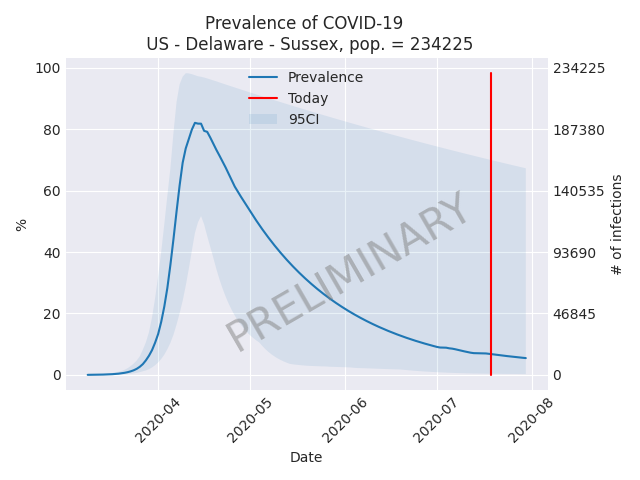 Prevalence of COVID-19
US - Delaware - Sussex, pop. = 234225
100 234225
Prevalence
Today
95CI
80 187380
60 140535
40 93690
20 46845
0 0
%
# of infections
PRELIMINARY
2020-04 2020-05 2020-06 2020-07 2020-08
Date